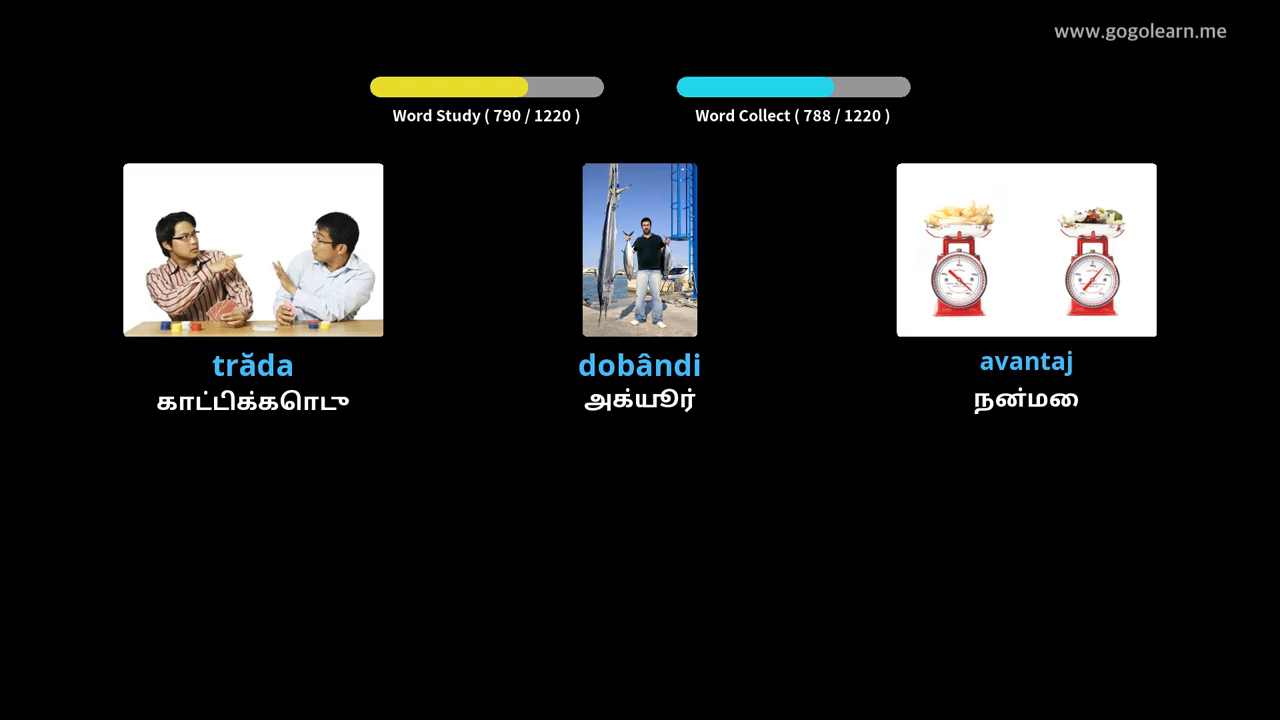 www.gogolearn.me
Word Study ( 790 / 1220 )
Word Collect ( 788 / 1220 )
trăda
காட்டிக்கொடு
dobândi
அக்யூர்
avantaj
நன்மை